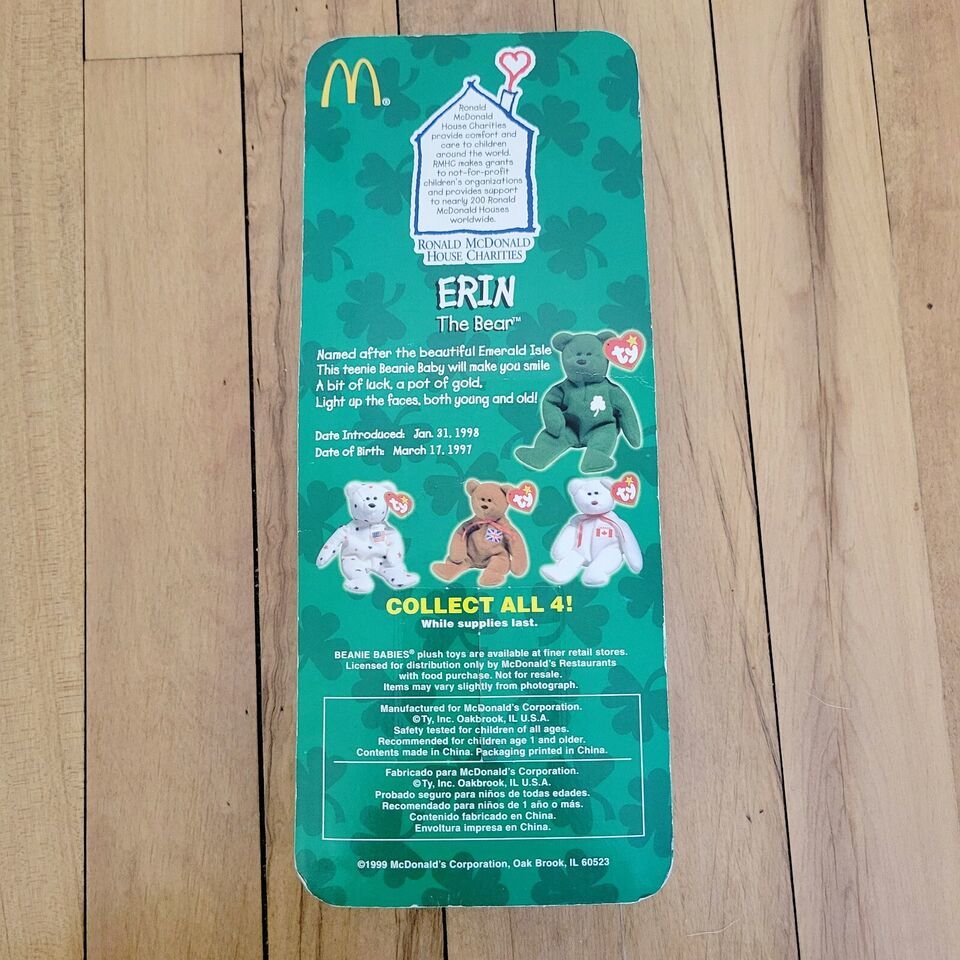 M®
Ronald
McDonald
House Charities
provide comfort and
care to children
around the world.
RMHC makes grants
to not-for-profit
children's organizations
and provides support
to nearly 200 Ronald
McDonald Houses
worldwide.
RONALD MCDONALD
HOUSE CHARITIES
ERIN
The Bear™
Named after the beautiful Emerald Isle
This teenie Beanie Baby will make you smile
A bit of luck, a pot of gold,
Light up the faces, both young and old!
Date Introduced: Jan. 31, 1998
Date of Birth: March 17, 1997
ty
ty
ty
ty
COLLECT ALL 4!
While supplies last.
BEANIE BABIES® plush toys are available at finer retail stores.
Licensed for distribution only by McDonald's Restaurants
with food purchase. Not for resale.
Items may vary slightly from photograph.
Manufactured for McDonald's Corporation.
©Ty, Inc. Oakbrook, IL U.S.A.
Safety tested for children of all ages.
Recommended for children age 1 and older.
Contents made in China. Packaging printed in China.
Fabricado para McDonald's Corporation.
©Ty, Inc. Oakbrook, IL U.S.A.
Probado seguro para niños de todas edades.
Recomendado para niños de 1 año o más.
Contenido fabricado en China.
Envoltura impresa en China.
©1999 McDonald's Corporation, Oak Brook, IL 60523